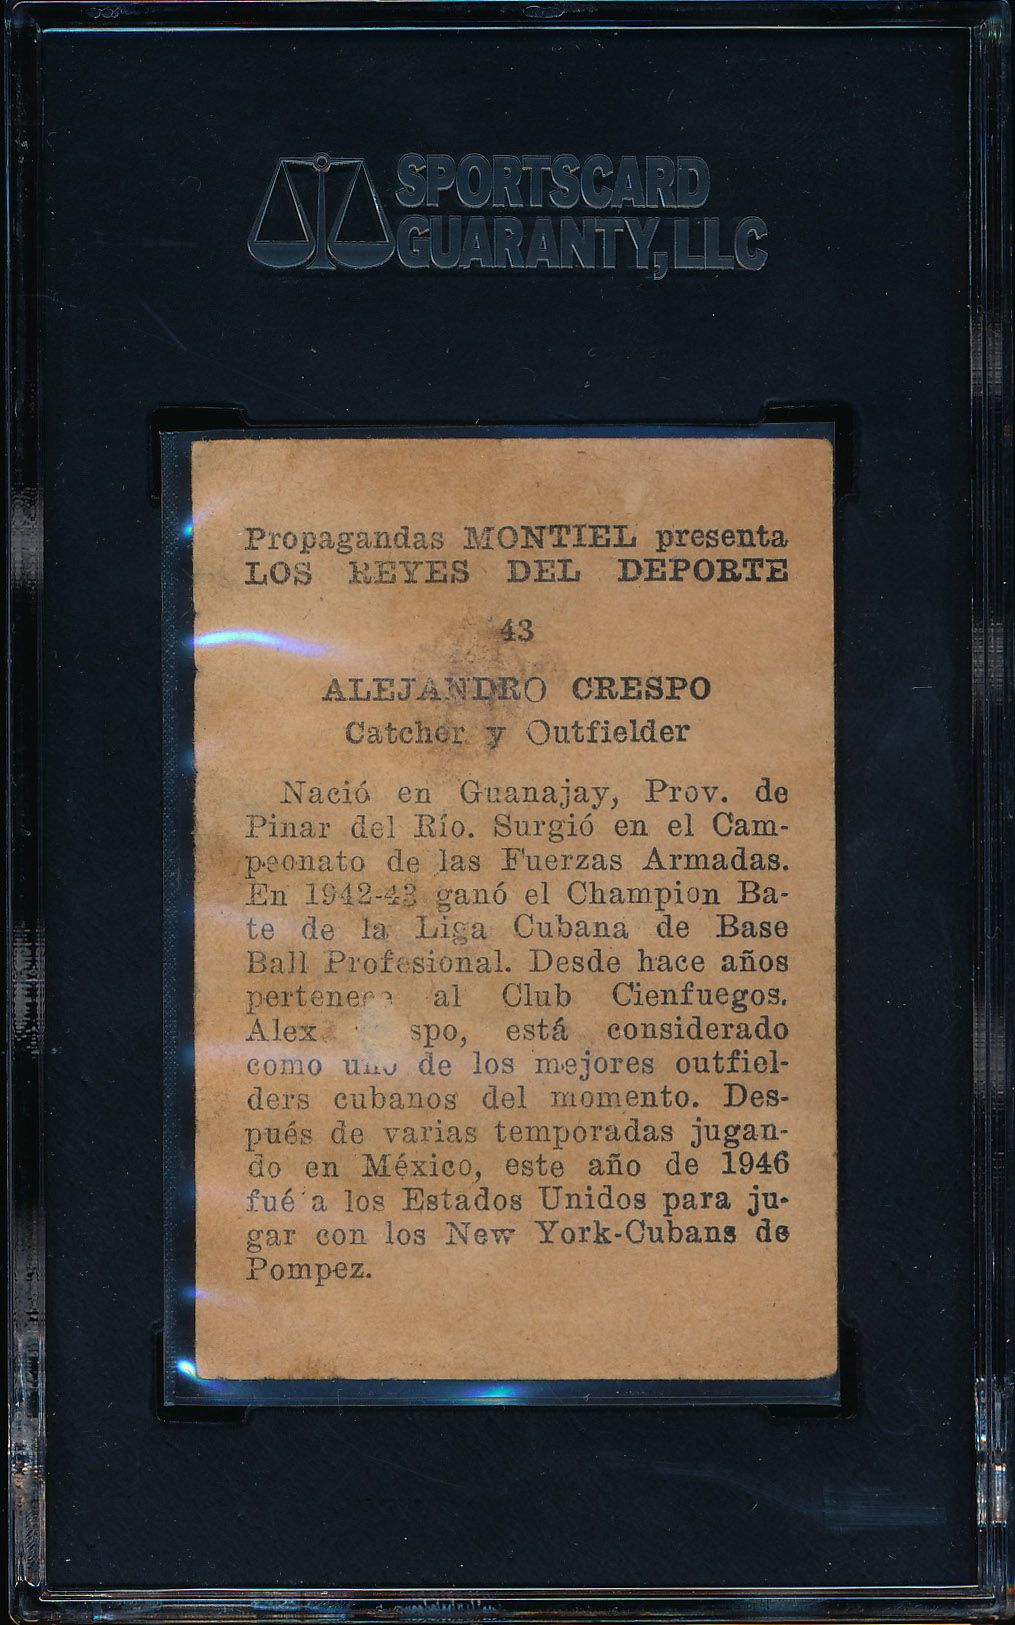 SPORTSCARD
GUARANTY, LLC
Propagandas MONTIEL presenta
LOS REYES DEL DEPORTE
43
ALEJANDRO CRESPO
Catcher y Outfielder
Nació en Guanajay, Prov. de
Pinar del Río. Surgió en el Cam-
peonato de las Fuerzas Armadas.
En 1942-43 ganó el Champion Ba-
te de la Liga Cubana de Base
Ball Profesional. Desde hace años
al Club Cienfuegos.
Alex spo, está considerado
como uno de los mejores outfiel-
ders cubanos del momento. Des-
pués de varias temporadas jugan-
do en México, este año de 1946
fué a los Estados Unidos para ju-
gar con los New York-Cubans de
Pompez.